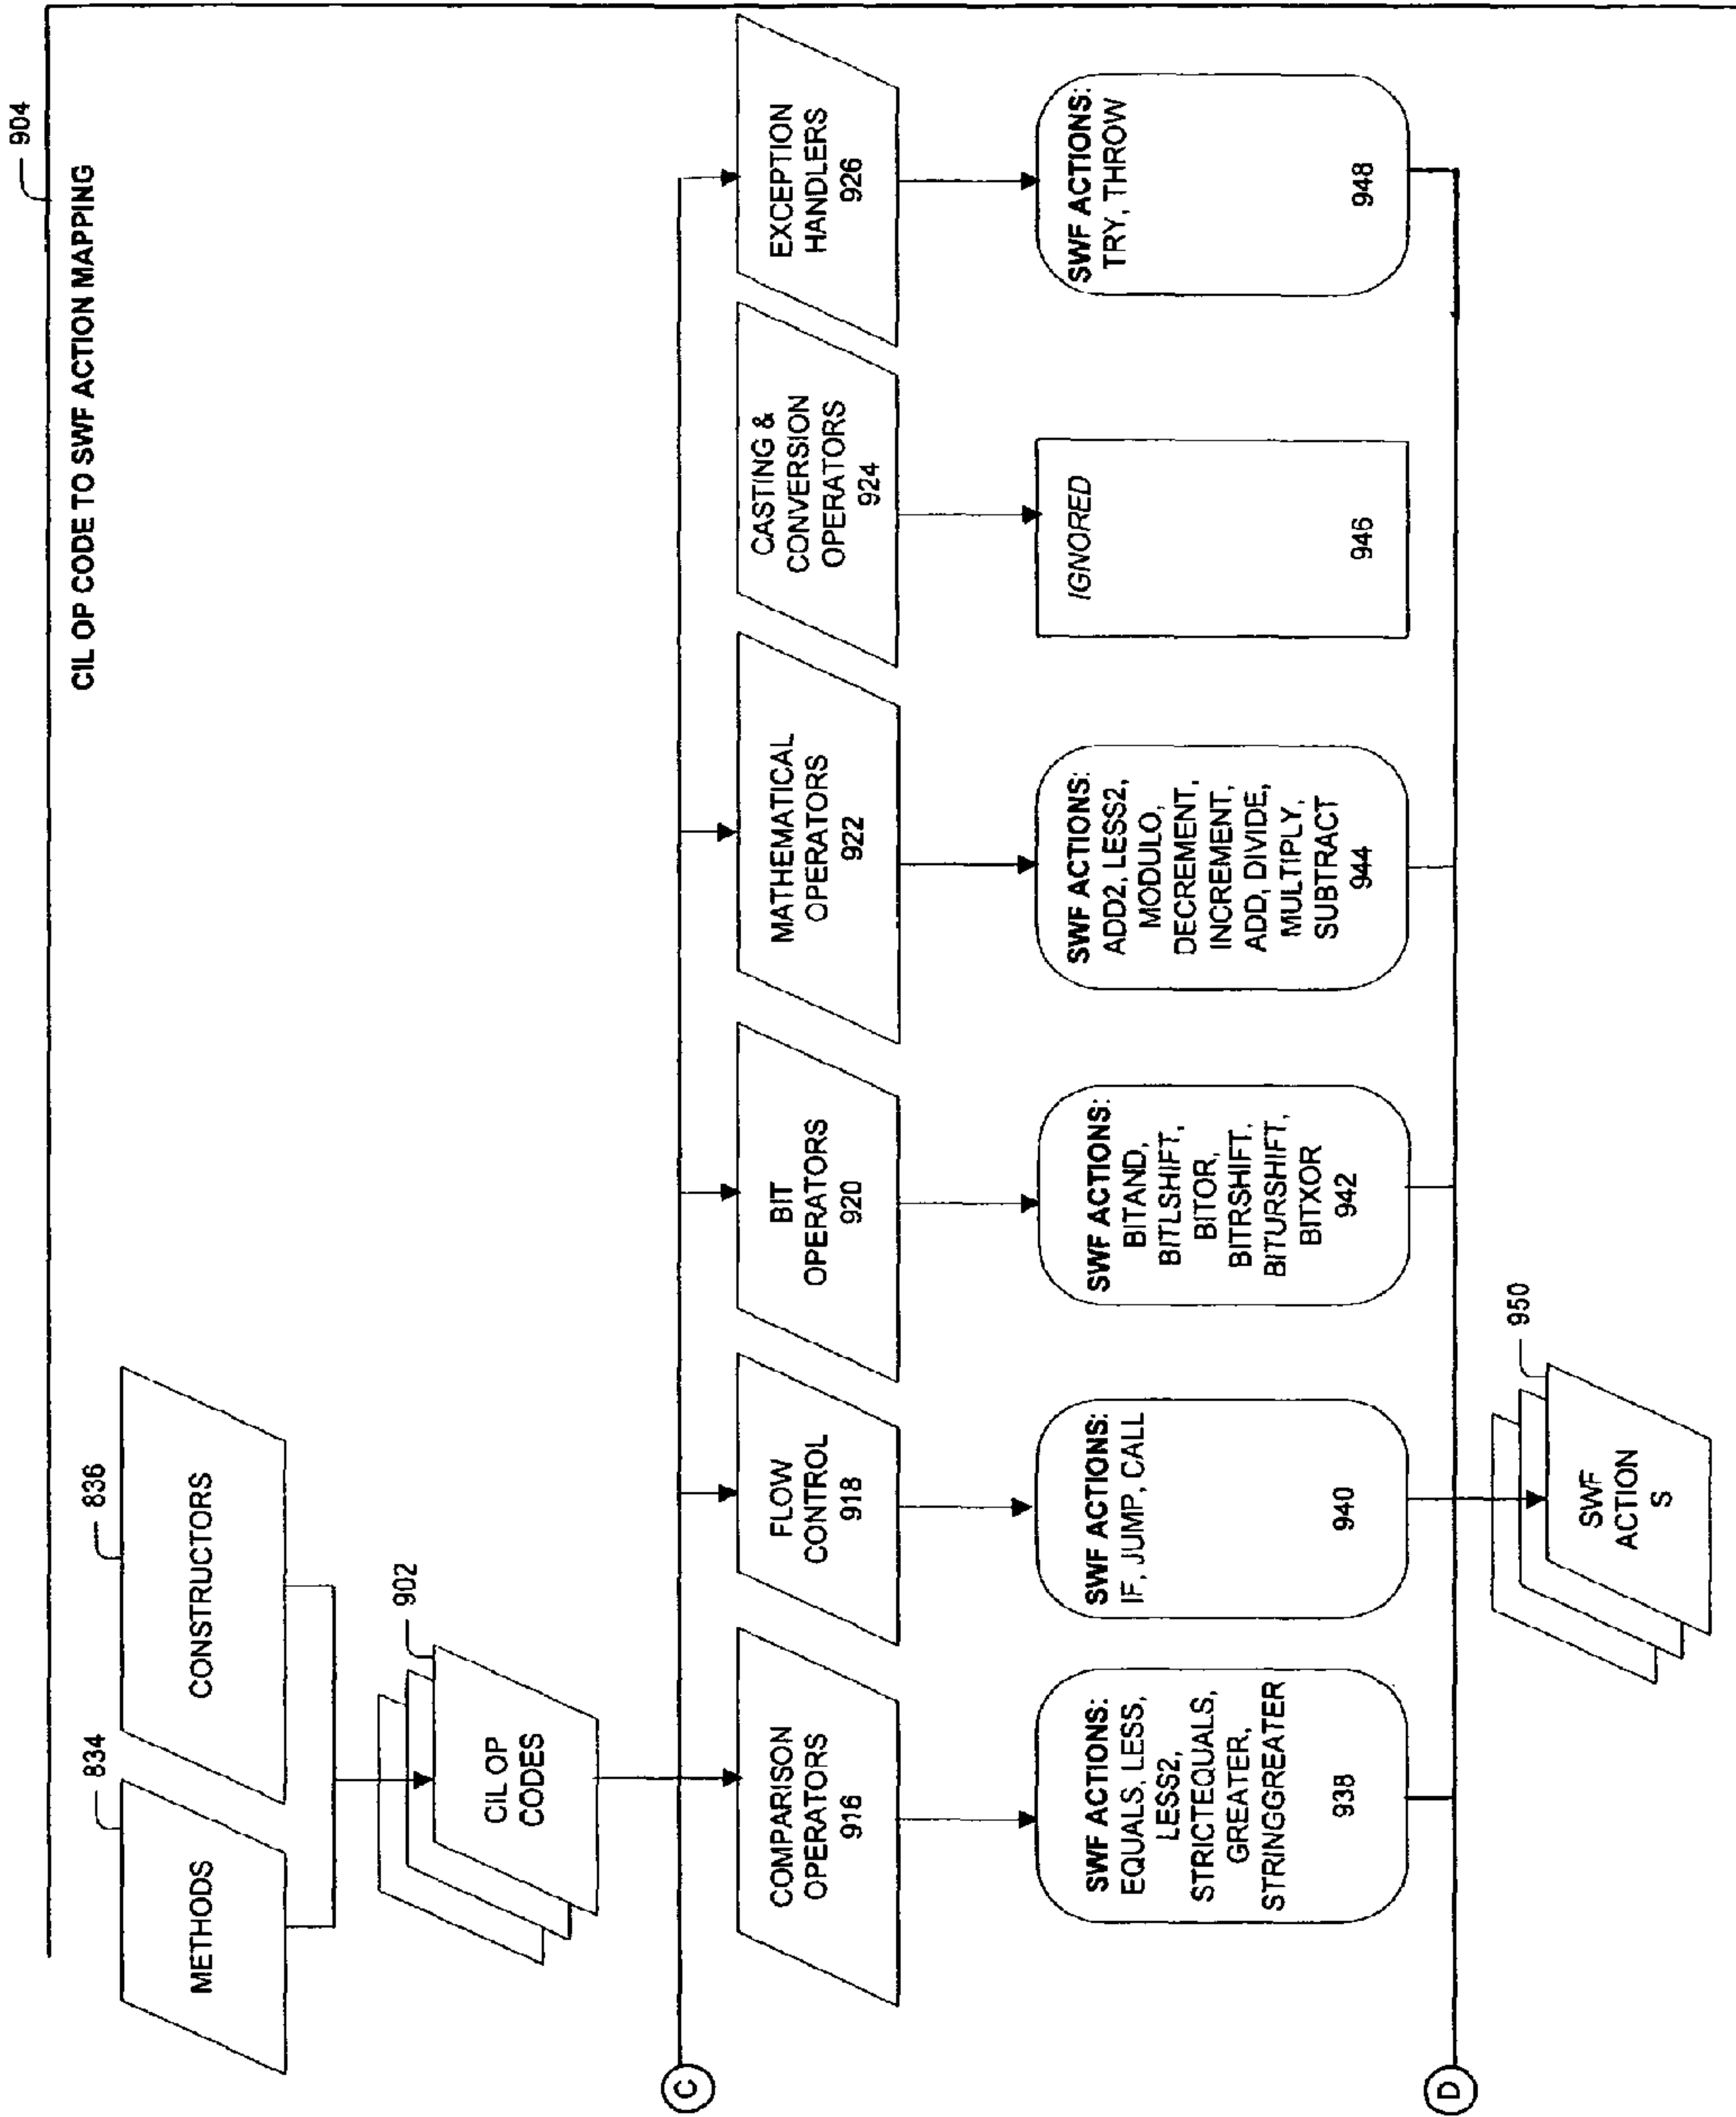 904
CIL OP CODE TO SWF ACTION MAPPING
834
METHODS
836
CONSTRUCTORS
902
CIL OP
CODES
C
COMPARISON
OPERATORS
916
FLOW
CONTROL
918
BIT
OPERATORS
920
MATHEMATICAL
OPERATORS
922
CASTING &
CONVERSION
OPERATORS
924
EXCEPTION
HANDLERS
926
SWF ACTIONS:
EQUALS, LESS,
LESS2,
STRICTEQUALS,
GREATER,
STRINGGREATER
938
SWF ACTIONS:
IF, JUMP, CALL
940
SWF ACTIONS:
BITAND,
BITLSHIFT,
BITOR,
BITRSHIFT,
BITURSHIFT,
BITXOR
942
SWF ACTIONS:
ADD2, LESS2,
MODULO,
DECREMENT,
INCREMENT,
ADD, DIVIDE,
MULTIPLY,
SUBTRACT
944
IGNORED
946
SWF ACTIONS:
TRY, THROW
948
D
950
SWF
ACTION
S